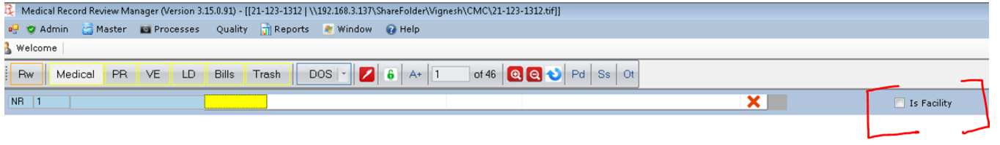 Medical Record Review Manager (Version 3.15.0.91) - [[21-123-1312 | \\192.168.3.137\ShareFolder\Vignesh\CMC\21-123-1312.tif]]
Admin Master Processes Quality Reports Window Help
Welcome
Rw Medical PR VE LD Bills Trash DOS A+ 1 of 46 Pd Ss Ot
NR 1 Is Facility